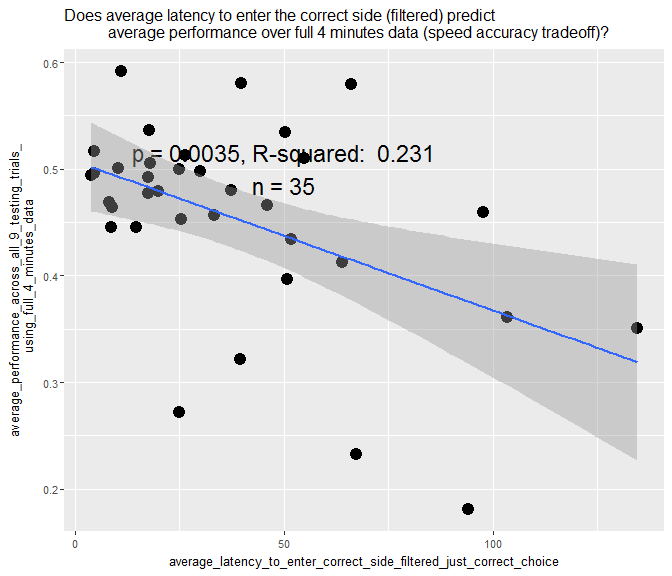 Does average latency to enter the correct side (filtered) predict
average performance over full 4 minutes data (speed accuracy tradeoff)?
0.6
0.5
0.4
0.3
0.2
average_performance_across_all_9_testing_trials_
using_full_4_minutes_data
p = 0.0035, R-squared: 0.231
n = 35
0
50
100
average_latency_to_enter_correct_side_filtered_just_correct_choice